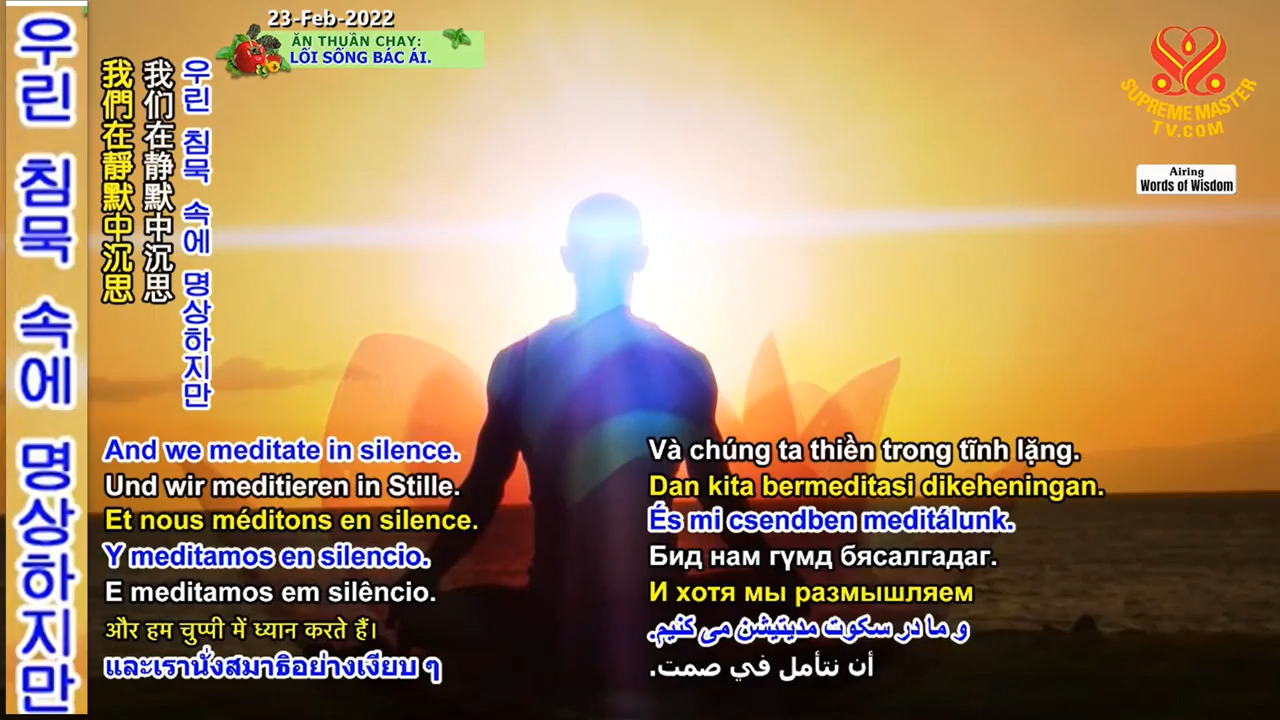 우린 침묵 속에 명상하지만
23-Feb-2022
ĂN THUẦN CHAY:
LỐI SỐNG BÁC ÁI.
我們在靜默中沉思
我们在静默中沉思
우린 침묵 속에 명상하지만
SUPREME MASTER
TV.COM
Airing
Words of Wisdom
And we meditate in silence.
Und wir meditieren in Stille.
Et nous méditons en silence.
Y meditamos en silencio.
E meditamos em silêncio.
और हम चुप्पी में ध्यान करते हैं।
และเรานั่งสมาธิอย่างเงียบ ๆ
Và chúng ta thiền trong tĩnh lặng.
Dan kita bermeditasi dikeheningan.
És mi csendben meditálunk.
Бид нам гүмд бясалгадаг.
И хотя мы размышляем
و ما در سکوت مدیتیشن می کنیم.
أن نتأمل في صمت.